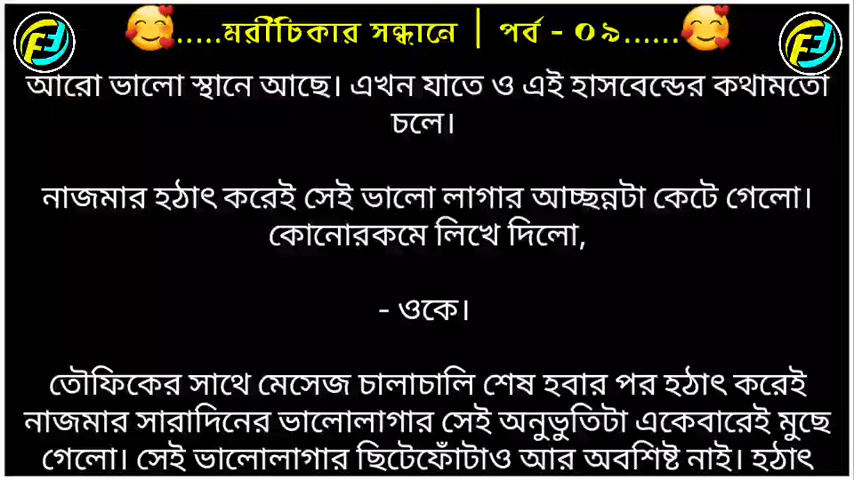 .....মরীচিকার সন্ধানে | পর্ব - ০৯......
আরো ভালো স্থানে আছে। এখন যাতে ও এই হাসবেন্ডের কথামতো
চলে।
নাজমার হঠাৎ করেই সেই ভালো লাগার আচ্ছন্নটা কেটে গেলো।
কোনোরকমে লিখে দিলো,
- ওকে।
তৌফিকের সাথে মেসেজ চালাচালি শেষ হবার পর হঠাৎ করেই
নাজমার সারাদিনের ভালোলাগার সেই অনুভুতিটা একেবারেই মুছে
গেলো। সেই ভালোলাগার ছিটেফোঁটাও আর অবশিষ্ট নাই। হঠাৎ